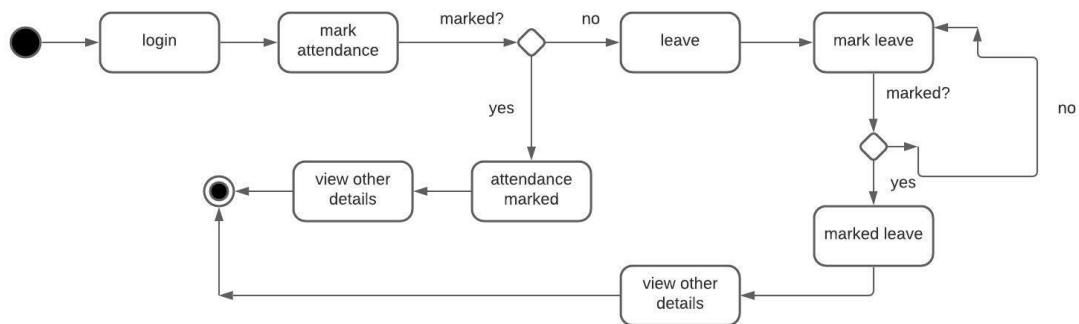 marked?
no
login
mark
attendance
leave
mark leave
marked?
yes
no
view other
details
attendance
marked
yes
marked leave
view other
details